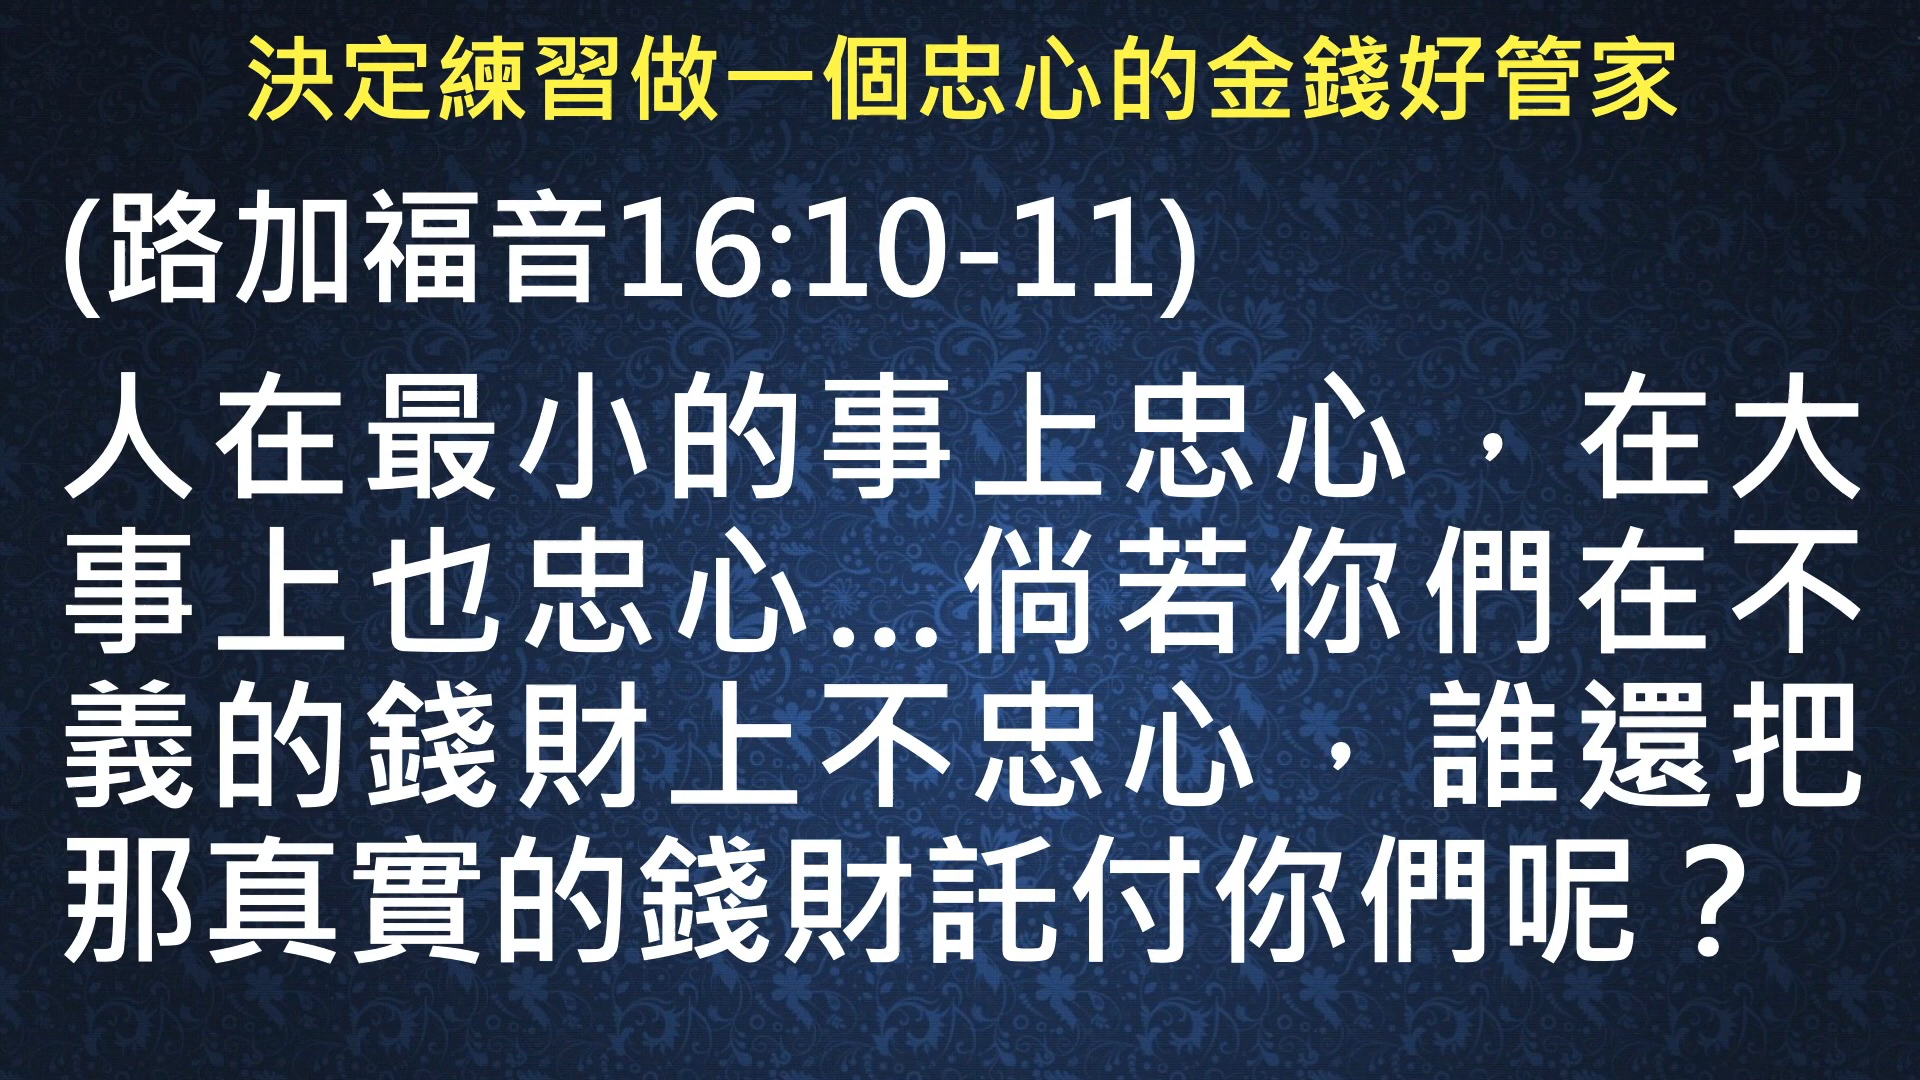 決定練習做一個忠心的金錢好管家
(路加福音16:10-11)
人在最小的事上忠心，在大
事上也忠心...倘若你們在不
義的錢財上不忠心，誰還把
那真實的錢財託付你們呢？